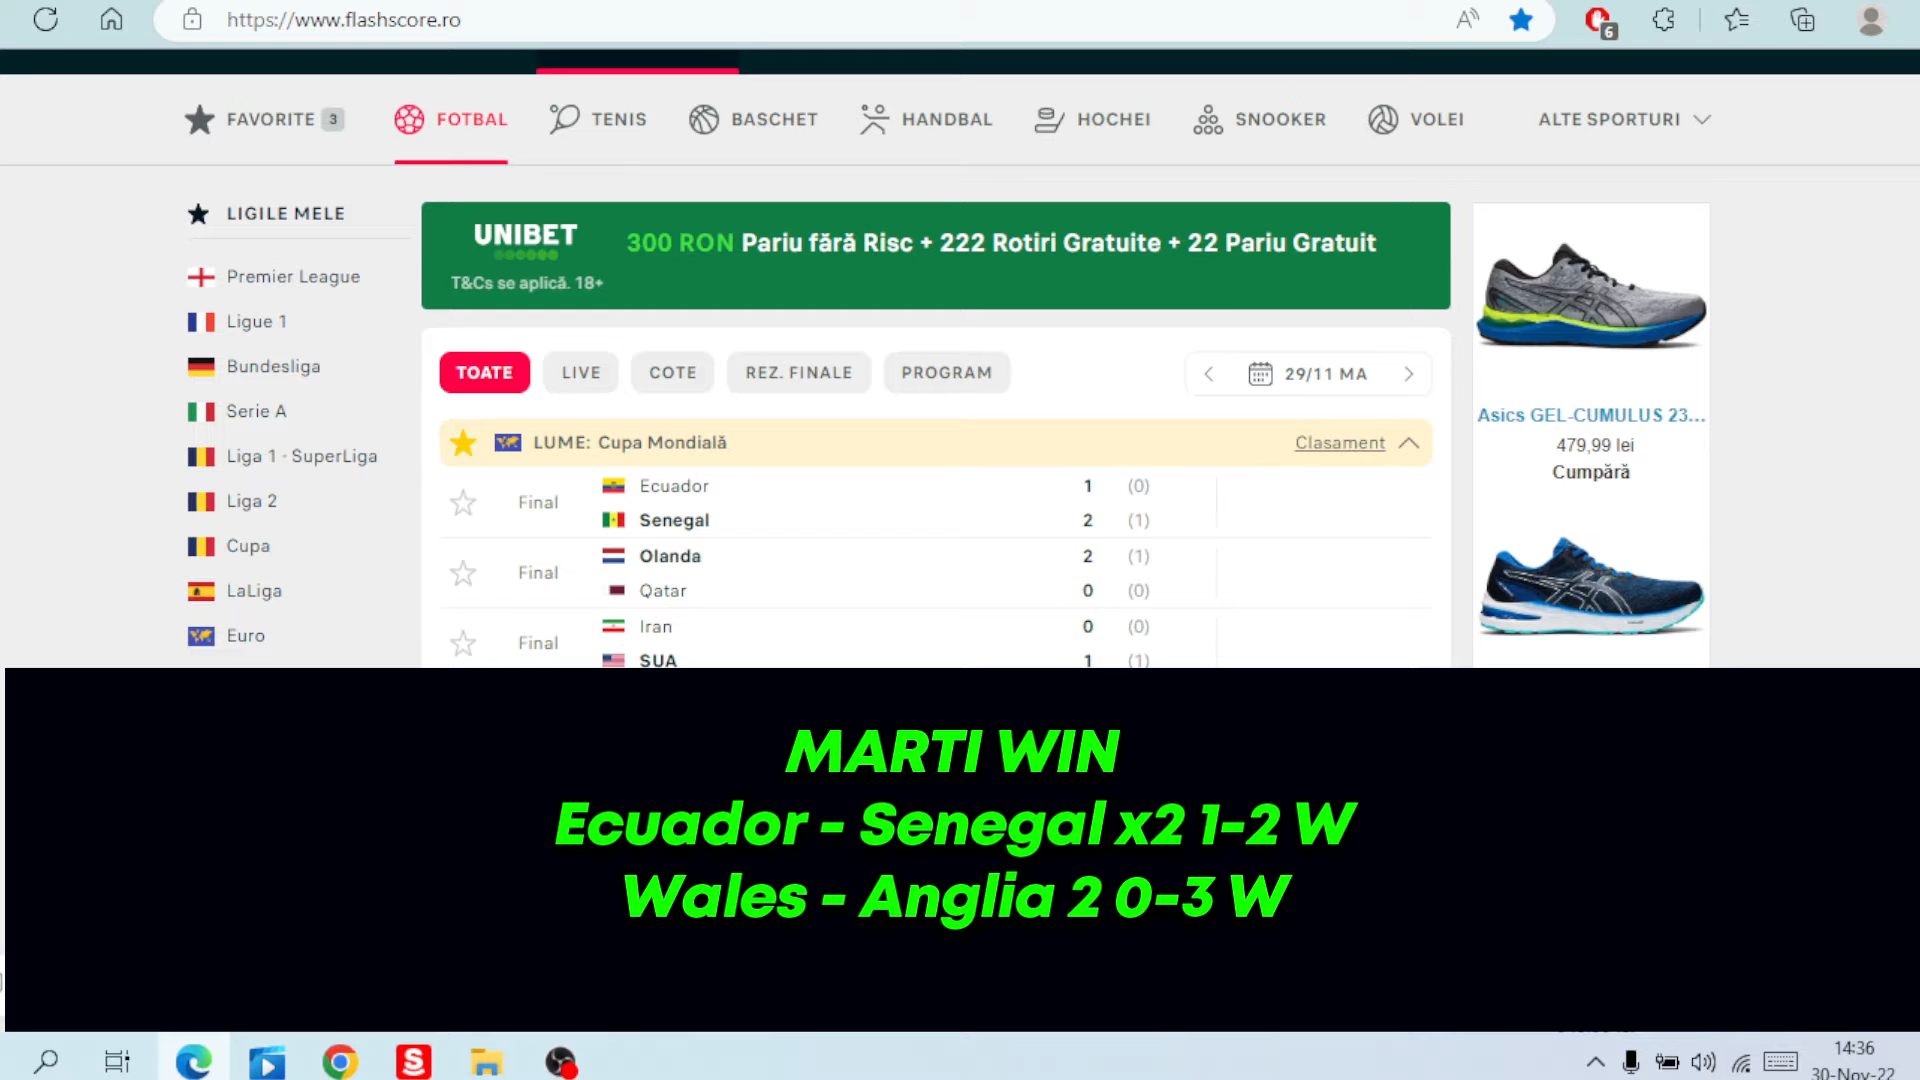 https://www.flashscore.ro
6
FAVORITE 3 FOTBAL TENIS BASCHET HANDBAL HOCHEI SNOOKER VOLEI ALTE SPORTURI
LIGILE MELE
Premier League
Ligue 1
Bundesliga
Serie A
Liga 1 - SuperLiga
Liga 2
Cupa
LaLiga
Euro
UNIBET
300 RON Pariu fără Risc + 222 Rotiri Gratuite + 22 Pariu Gratuit
T&Cs se aplică. 18+
TOATE LIVE COTE REZ. FINALE PROGRAM 29/11 MA
LUME: Cupa Mondială Clasament
Final
Ecuador 1 (0)
Senegal 2 (1)
Final
Olanda 2 (1)
Qatar 0 (0)
Final
Iran 0 (0)
SUA 1 (1)
Asics GEL-CUMULUS 23...
479,99 lei
Cumpără
MARTI WIN
Ecuador - Senegal x2 1-2 W
Wales - Anglia 2 0-3 W
14:36
30-Nov-22